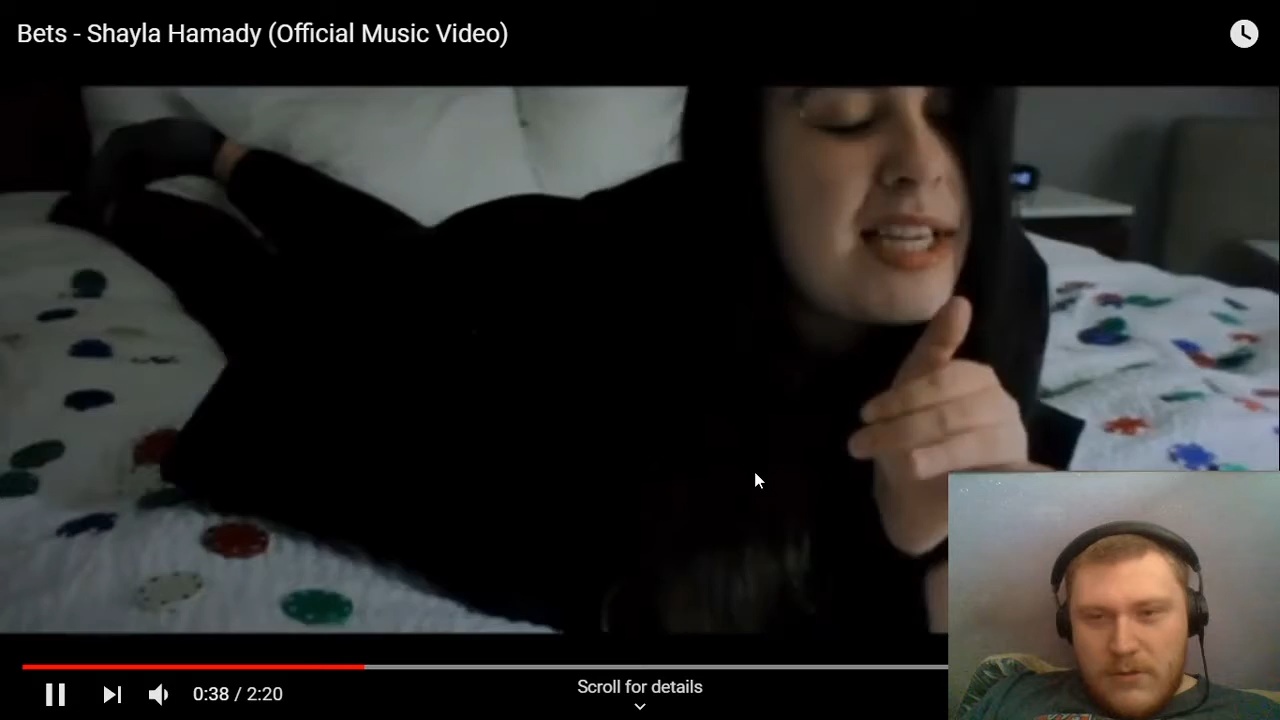 Bets - Shayla Hamady (Official Music Video)
0:38 / 2:20
Scroll for details